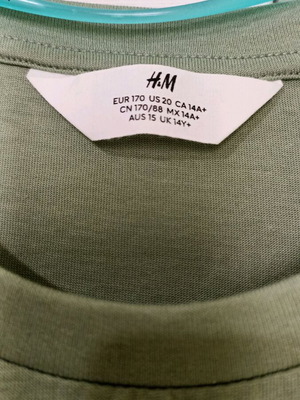 H&M
EUR 170 US 20 CA 14A+
CN 170/88 MX 14A+
AUS 15 UK 14Y+